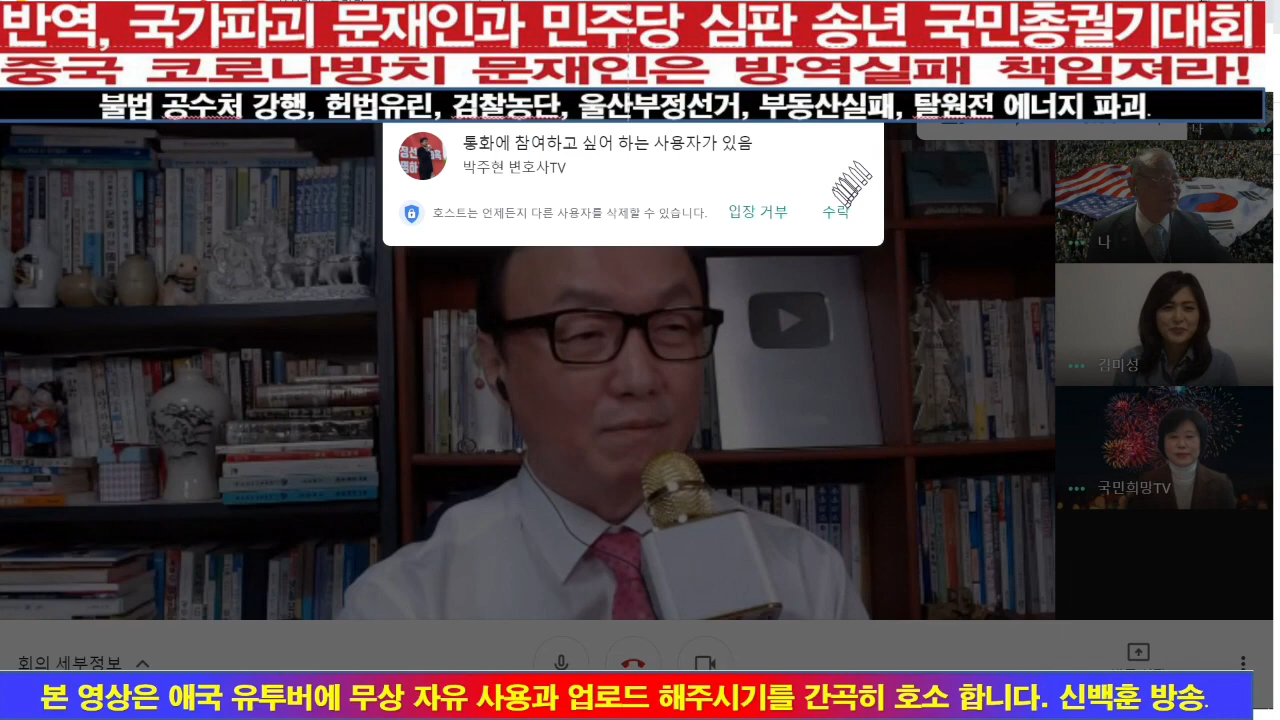 반역, 국가파괴 문재인과 민주당 심판 송년 국민총궐기대회
중국 코로나방치 문재인은 방역실패 책임져라!
불법 공수처 강행, 헌법유린, 검찰농단, 울산부정선거, 부동산실패, 탈원전 에너지 파괴.
나
통화에 참여하고 싶어 하는 사용자가 있음
박주현 변호사TV
호스트는 언제든지 다른 사용자를 삭제할 수 있습니다.
입장 거부
수락
나
김미성
국민희망TV
회의 세부정보
본 영상은 애국 유투버에 무상 자유 사용과 업로드 해주시기를 간곡히 호소 합니다. 신백훈 방송.